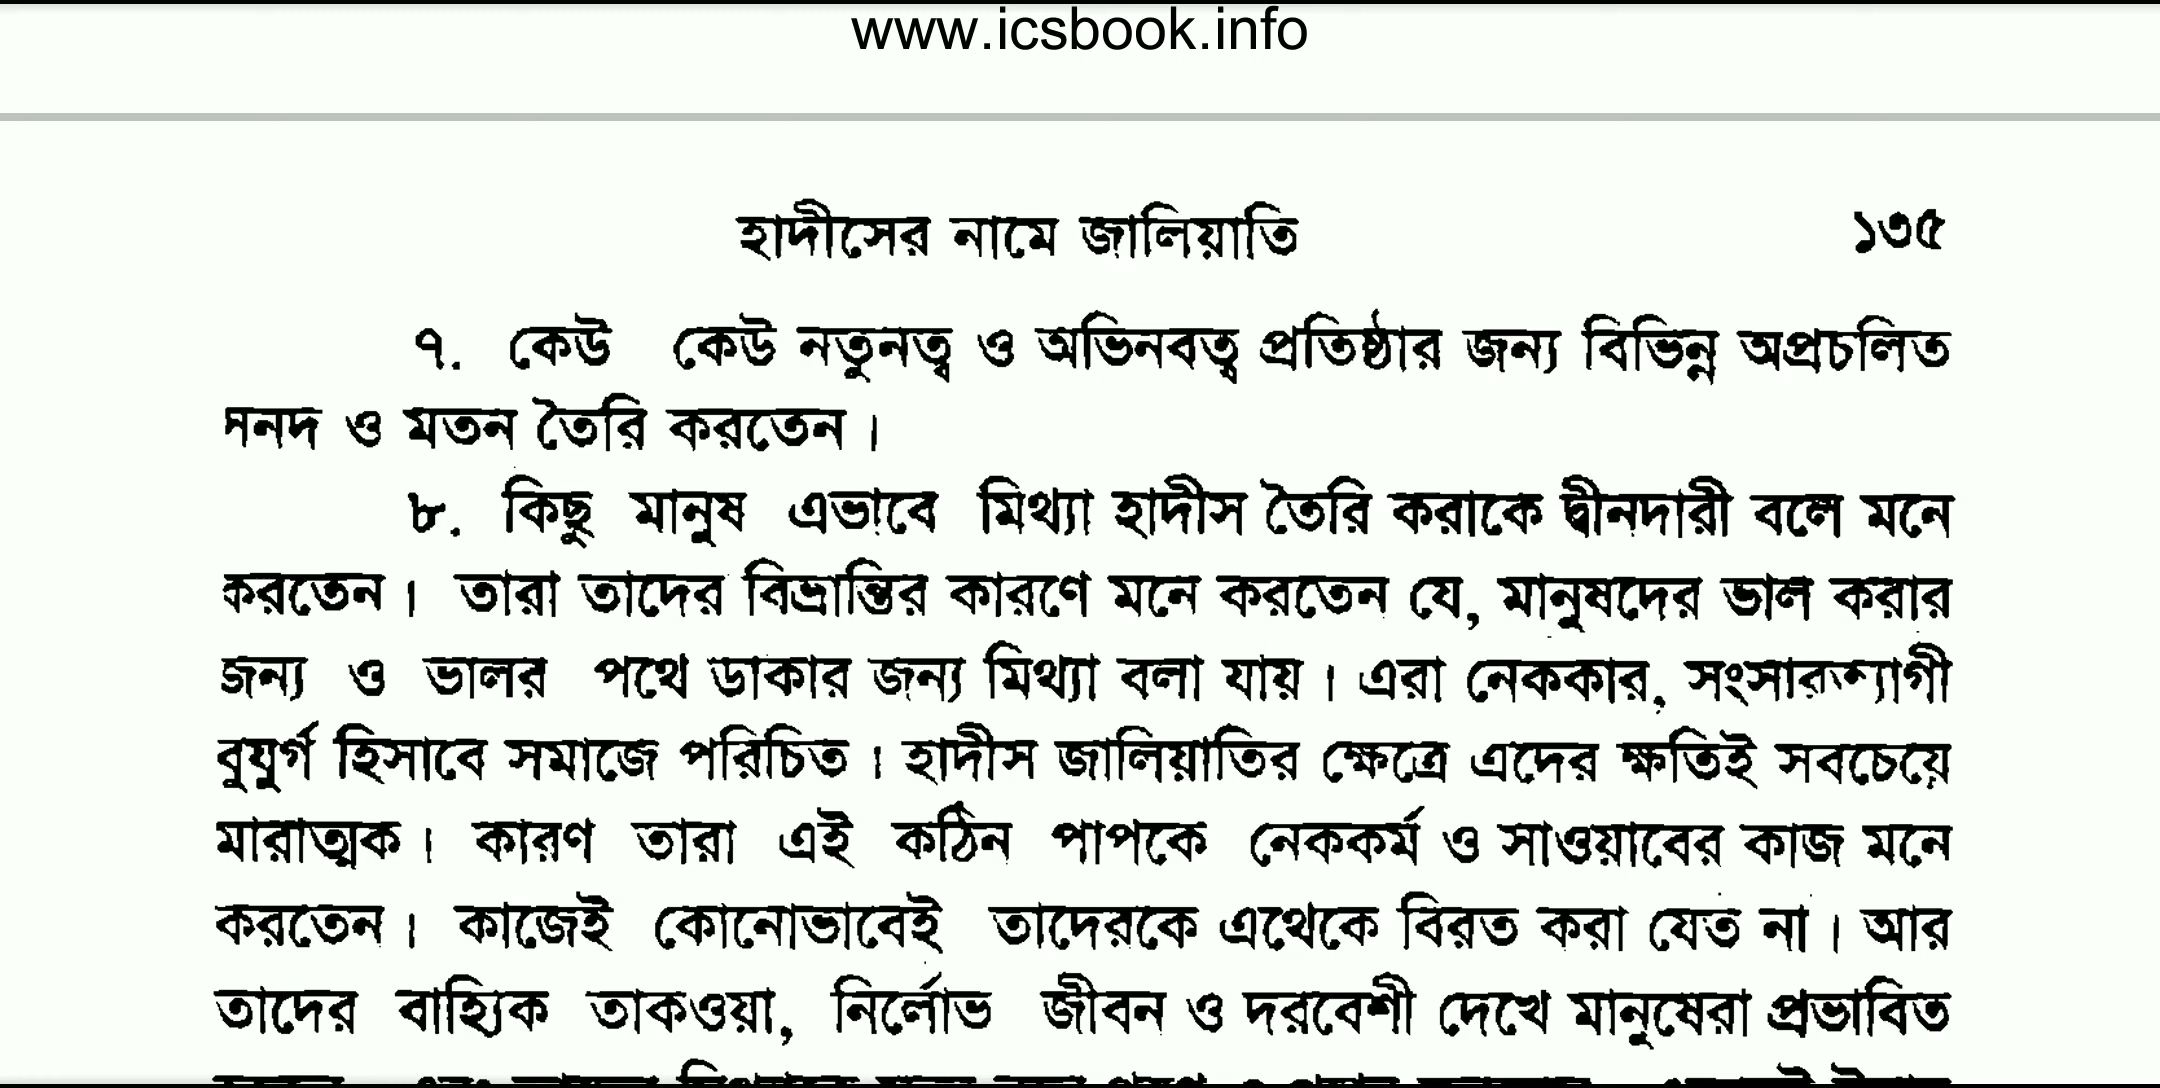 www.icsbook.info
হাদীসের নামে জালিয়াতি ১৩৫
৭. কেউ কেউ নতুনত্ব ও অভিনবত্ব প্রতিষ্ঠার জন্য বিভিন্ন অপ্রচলিত
সনদ ও মতন তৈরি করতেন।
৮. কিছু মানুষ এভাবে মিথ্যা হাদীস তৈরি করাকে দ্বীনদারী বলে মনে
করতেন। তারা তাদের বিভ্রান্তির কারণে মনে করতেন যে, মানুষদের ভাল করার
জন্য ও ভালর পথে ডাকার জন্য মিথ্যা বলা যায়। এরা নেককার, সংসারত্যাগী
বুযুর্গ হিসাবে সমাজে পরিচিত। হাদীস জালিয়াতির ক্ষেত্রে এদের ক্ষতিই সবচেয়ে
মারাত্মক। কারণ তারা এই কঠিন পাপকে নেককর্ম ও সাওয়াবের কাজ মনে
করতেন। কাজেই কোনোভাবেই তাদেরকে এথেকে বিরত করা যেত না। আর
তাদের বাহ্যিক তাকওয়া, নির্লোভ জীবন ও দরবেশী দেখে মানুষেরা প্রভাবিত